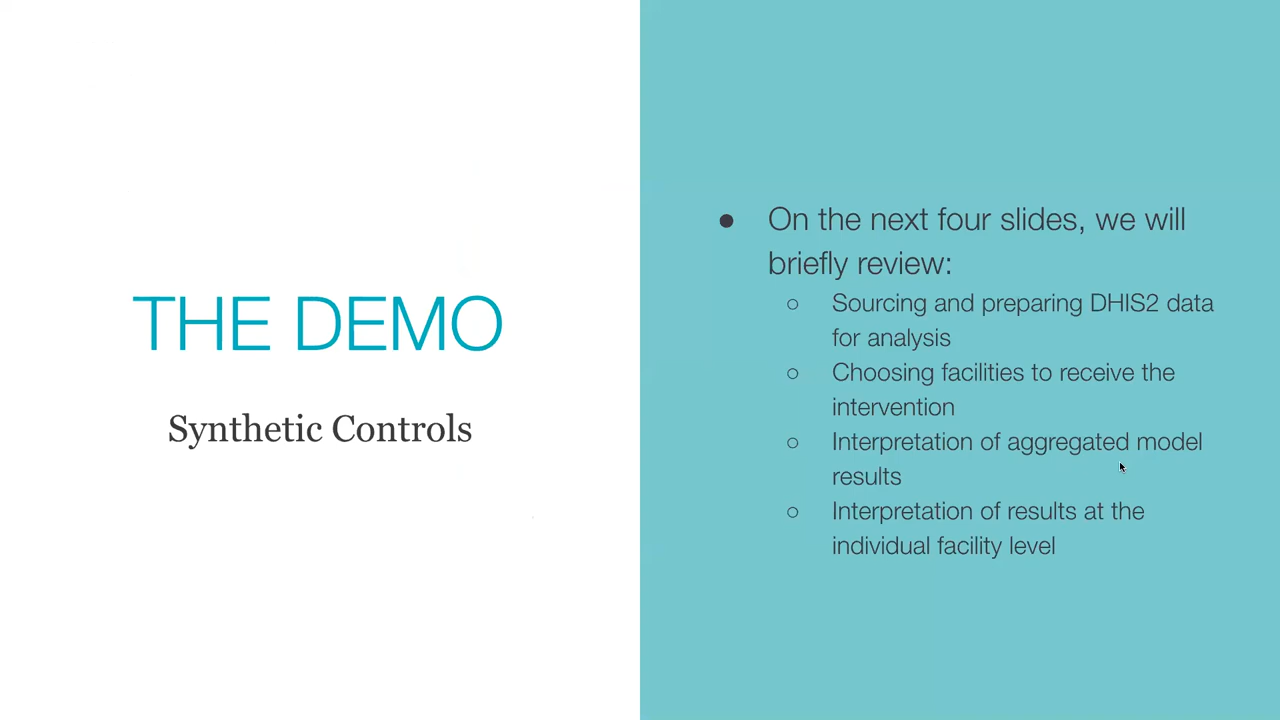 THE DEMO
Synthetic Controls
● On the next four slides, we will
briefly review:
○ Sourcing and preparing DHIS2 data
for analysis
○ Choosing facilities to receive the
intervention
○ Interpretation of aggregated model
results
○ Interpretation of results at the
individual facility level